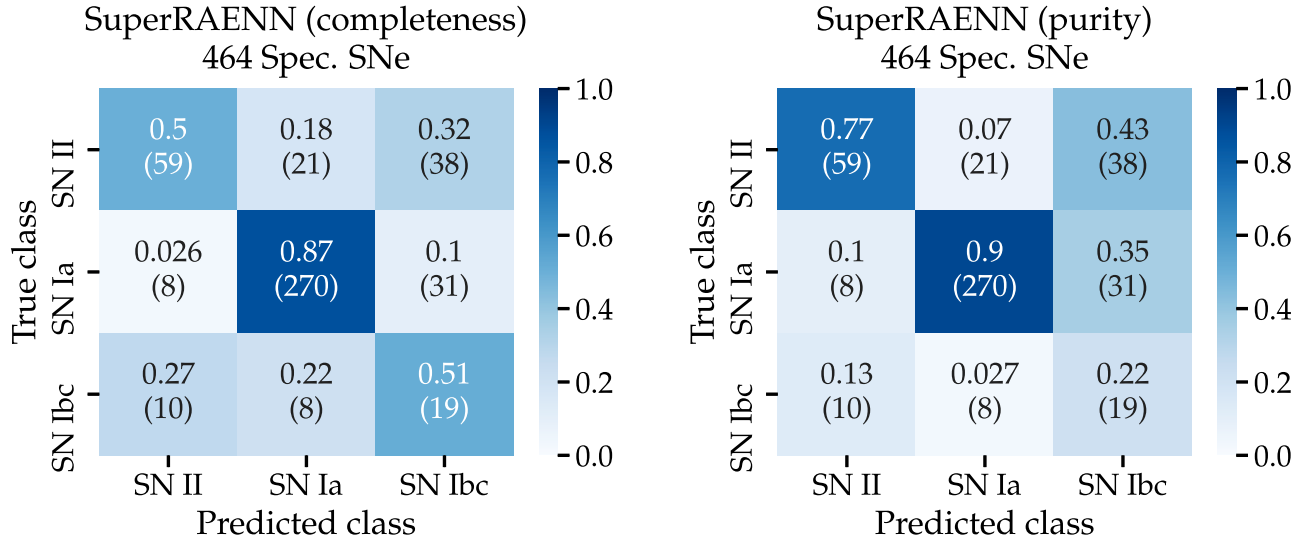 SuperRAENN (completeness)
464 Spec. SNe
True class
SN II
SN Ia
SN Ibc
0.5
(59)
0.18
(21)
0.32
(38)
0.026
(8)
0.87
(270)
0.1
(31)
0.27
(10)
0.22
(8)
0.51
(19)
SN II
SN Ia
SN Ibc
Predicted class
1.0
0.8
0.6
0.4
0.2
0.0
SuperRAENN (purity)
464 Spec. SNe
True class
SN II
SN Ia
SN Ibc
0.77
(59)
0.07
(21)
0.43
(38)
0.1
(8)
0.9
(270)
0.35
(31)
0.13
(10)
0.027
(8)
0.22
(19)
SN II
SN Ia
SN Ibc
Predicted class
1.0
0.8
0.6
0.4
0.2
0.0